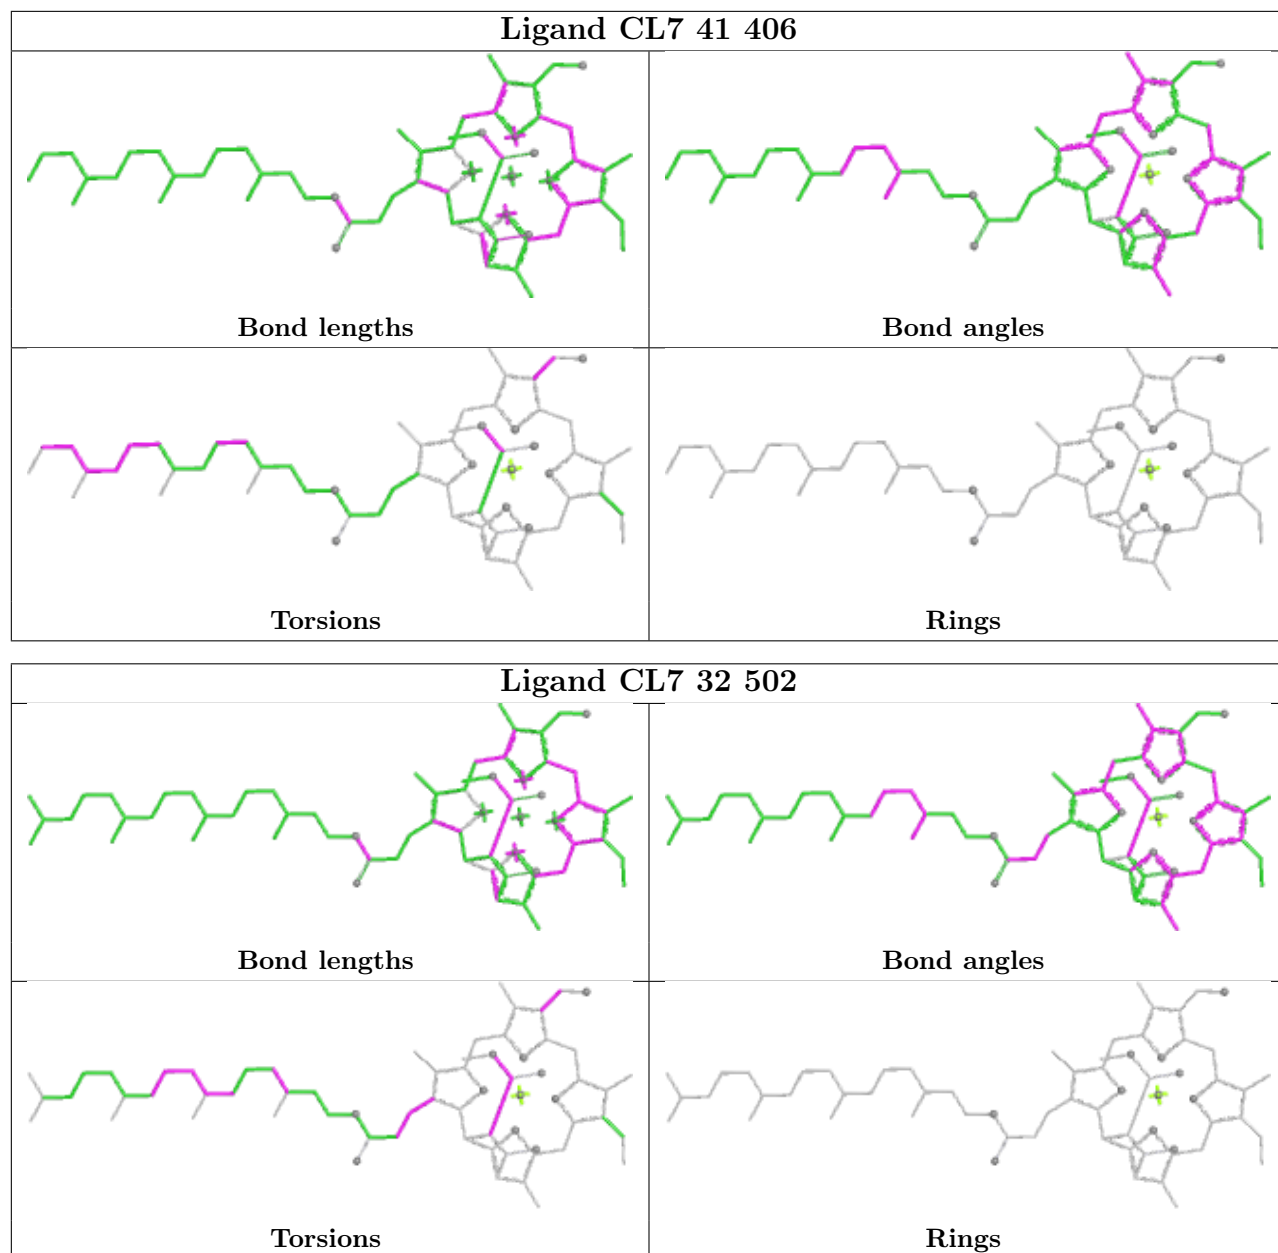 Ligand CL7 41 406
Bond lengths
Bond angles
Torsions
Rings
Ligand CL7 32 502
Bond lengths
Bond angles
Torsions
Rings